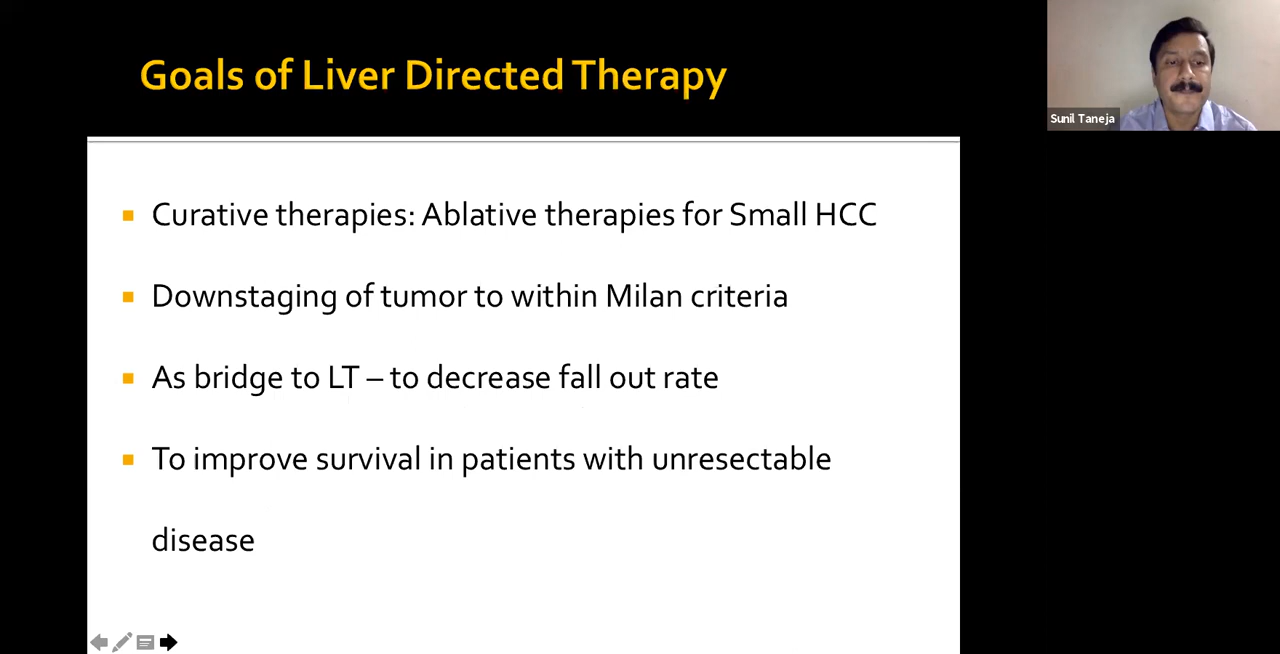 Goals of Liver Directed Therapy
Sunil Taneja
Curative therapies: Ablative therapies for Small HCC
Downstaging of tumor to within Milan criteria
As bridge to LT – to decrease fall out rate
To improve survival in patients with unresectable
disease